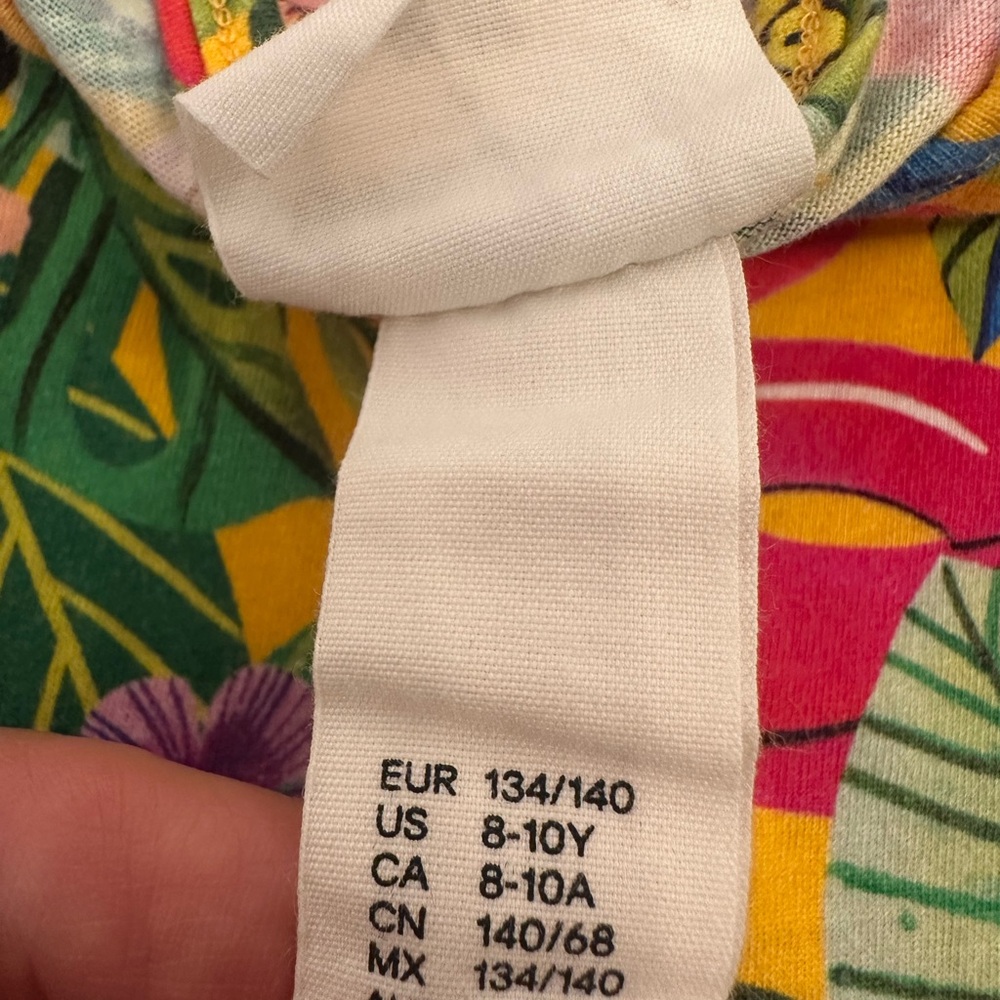 EUR 134/140
US 8-10Y
CA 8-10A
CN 140/68
MX 134/140